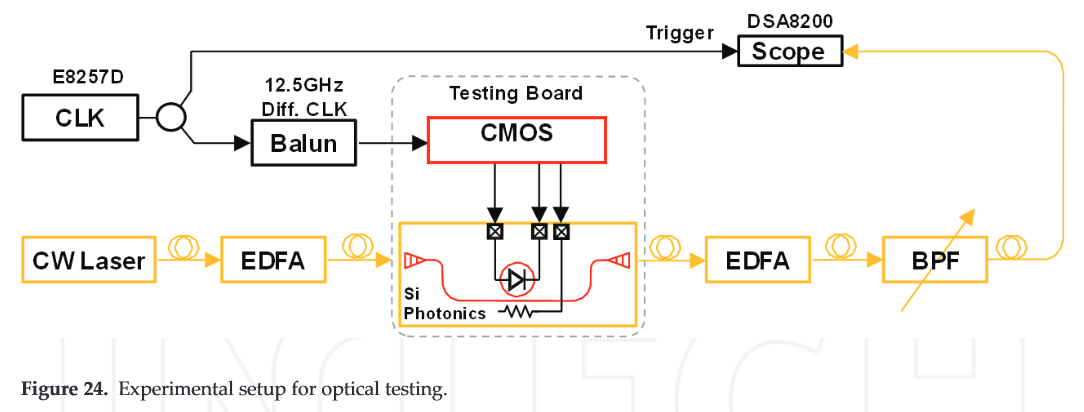 DSA8200
Trigger
Scope
E8257D
CLK
12.5GHz
Diff. CLK
Balun
Testing Board
CMOS
CW Laser
EDFA
Si
Photonics
EDFA
BPF
Figure 24. Experimental setup for optical testing.